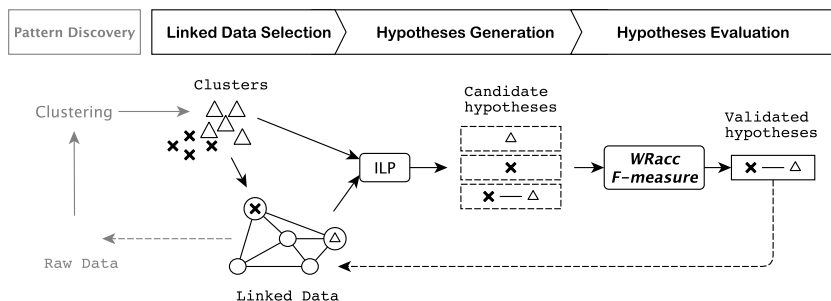 Pattern Discovery
Linked Data Selection
Hypotheses Generation
Hypotheses Evaluation
Clusters
Clustering
Candidate
hypotheses
Validated
hypotheses
ILP
WRacc
F-measure
Raw Data
Linked Data